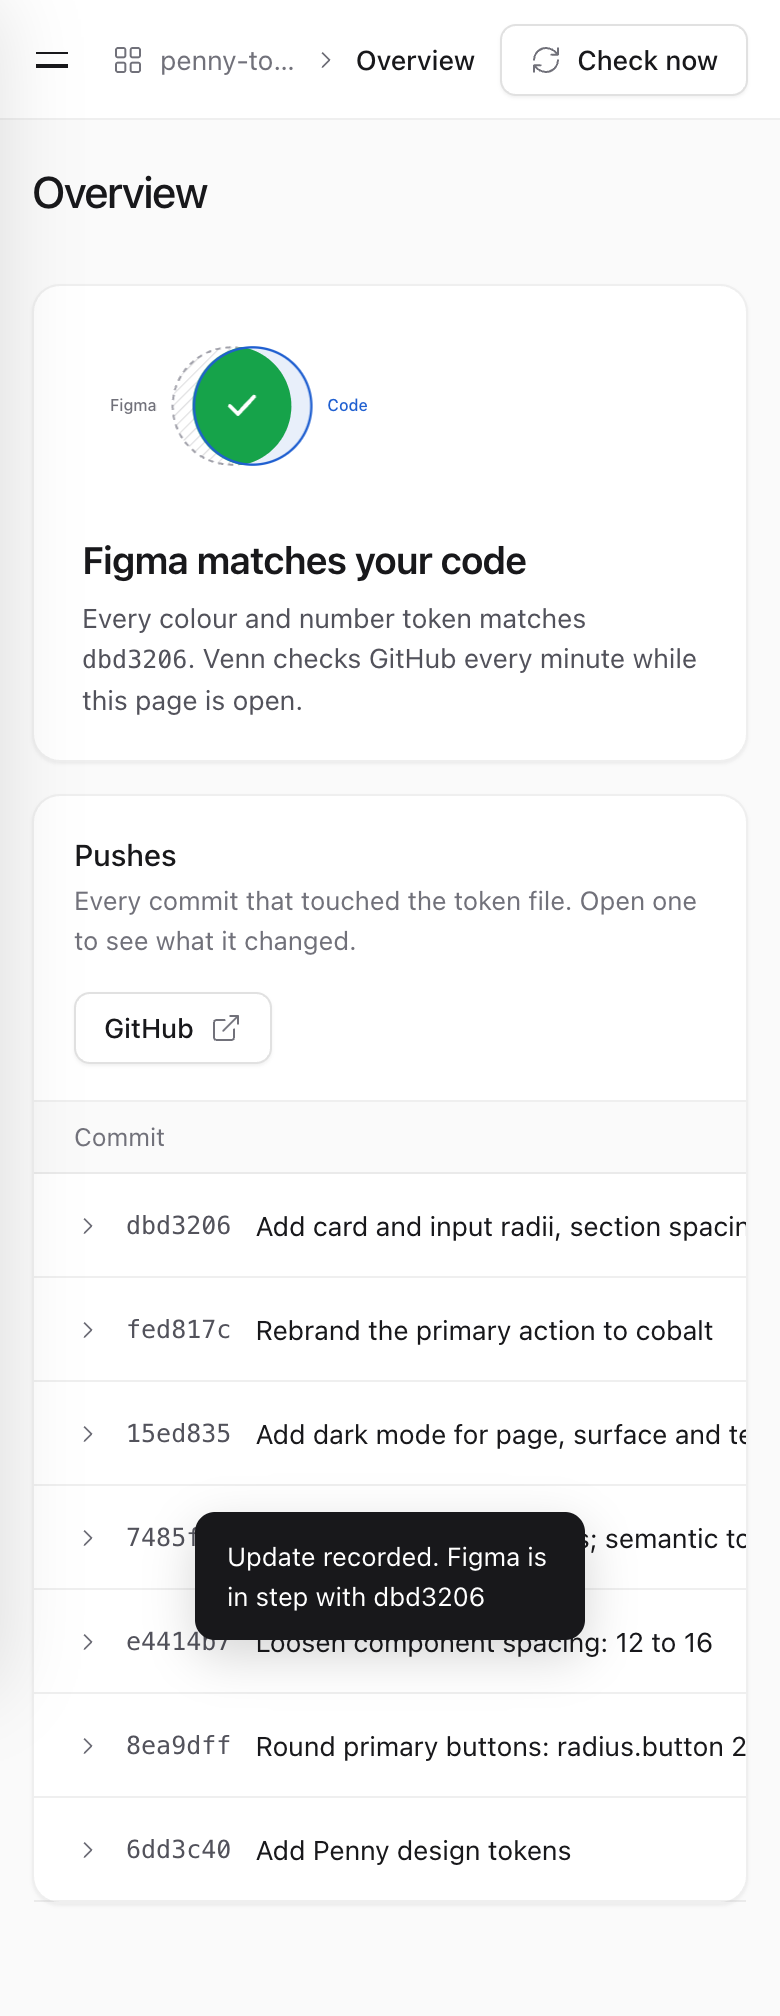 penny-to... > Overview Check now
Overview
Figma Code
Figma matches your code
Every colour and number token matches
dbd3206. Venn checks GitHub every minute while
this page is open.
Pushes
Every commit that touched the token file. Open one
to see what it changed.
GitHub
Commit
dbd3206 Add card and input radii, section
fed817c Rebrand the primary action to cobalt
15ed835 Add dark mode for page, surface and
semantic
Update recorded. Figma is
in step with dbd3206
e4414b7 Loosen component spacing: 12 to 16
8ea9dff Round primary buttons: radius.button 2
6dd3c40 Add Penny design tokens